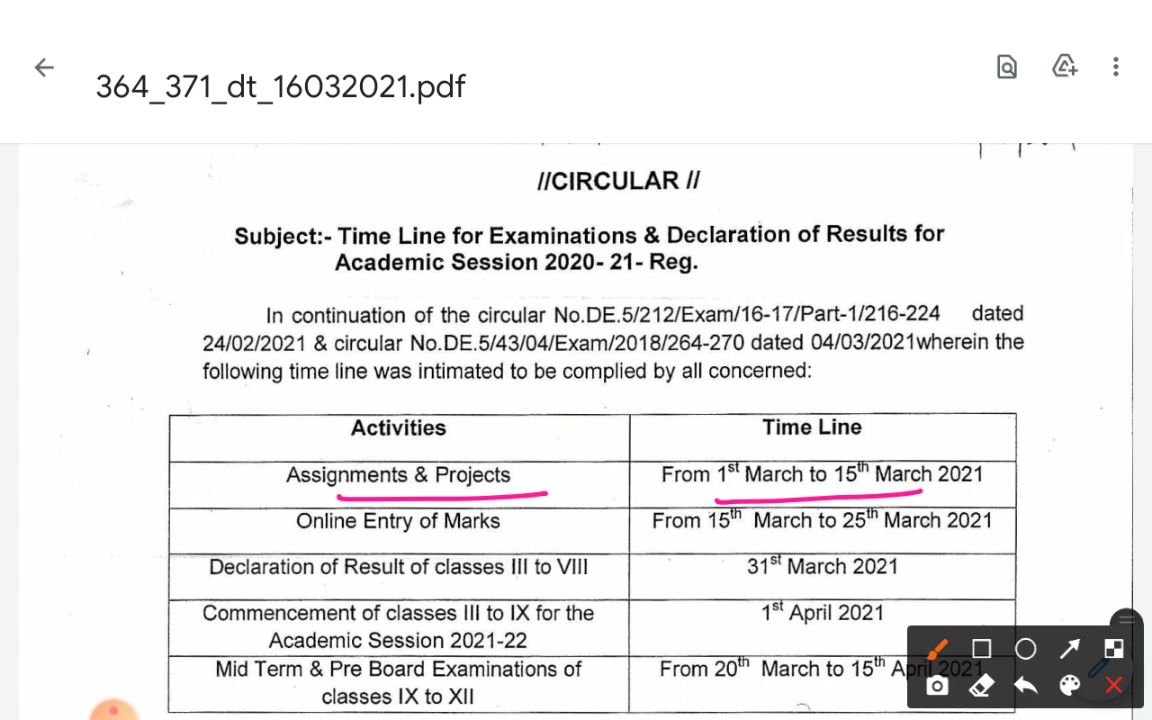 364_371_dt_16032021.pdf
//CIRCULAR //
Subject:- Time Line for Examinations & Declaration of Results for
Academic Session 2020- 21- Reg.
In continuation of the circular No.DE.5/212/Exam/16-17/Part-1/216-224 dated
24/02/2021 & circular No.DE.5/43/04/Exam/2018/264-270 dated 04/03/2021wherein the
following time line was intimated to be complied by all concerned:
Activities Time Line
Assignments & Projects From 1st March to 15th March 2021
Online Entry of Marks From 15th March to 25th March 2021
Declaration of Result of classes III to VIII 31st March 2021
Commencement of classes III to IX for the 1st April 2021
Academic Session 2021-22
Mid Term & Pre Board Examinations of From 20th March to 15th April 2021
classes IX to XII